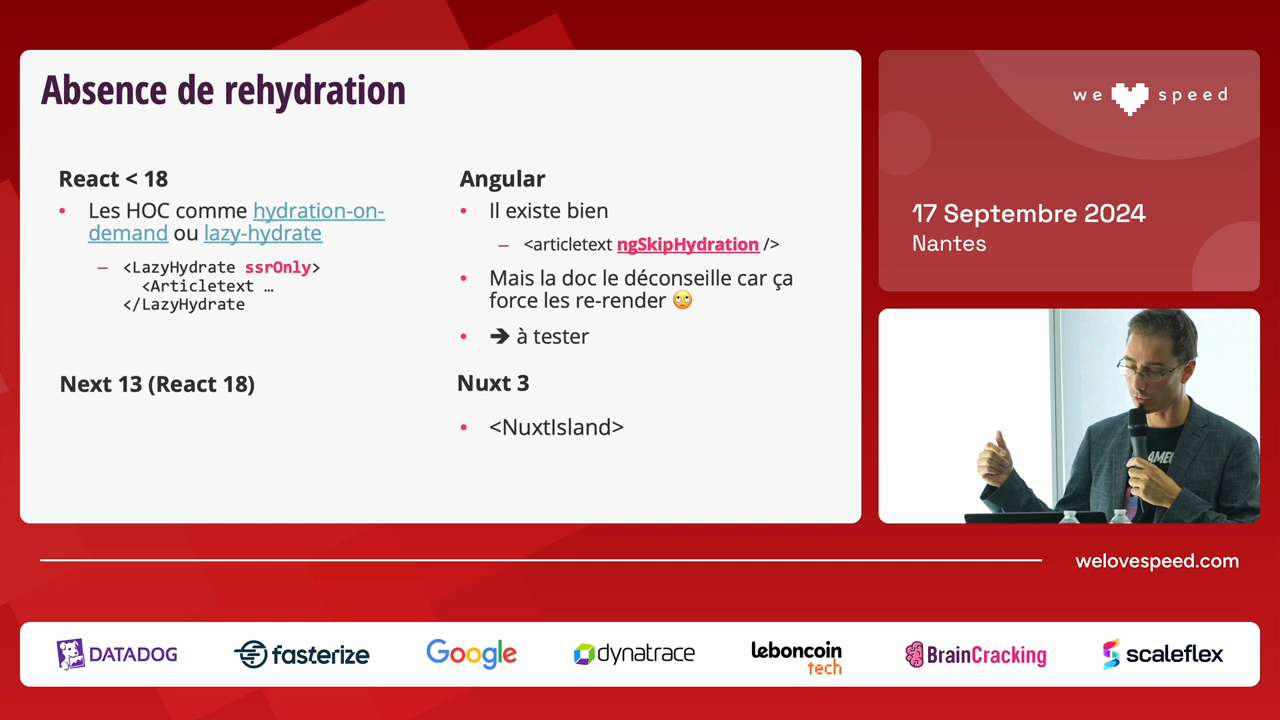 Absence de rehydration
React < 18
• Les HOC comme hydration-on-
demand ou lazy-hydrate
– <LazyHydrate ssrOnly>
<Articletext …
</LazyHydrate
Next 13 (React 18)
Angular
• Il existe bien
– <articletext ngSkipHydration />
• Mais la doc le déconseille car ça
force les re-render 🙄
• ➔ à tester
Nuxt 3
• <NuxtIsland>
we speed
17 Septembre 2024
Nantes
AME
welovespeed.com
DATADOG
fasterize
Google
dynatrace
leboncoin
tech
BrainCracking
scaleflex